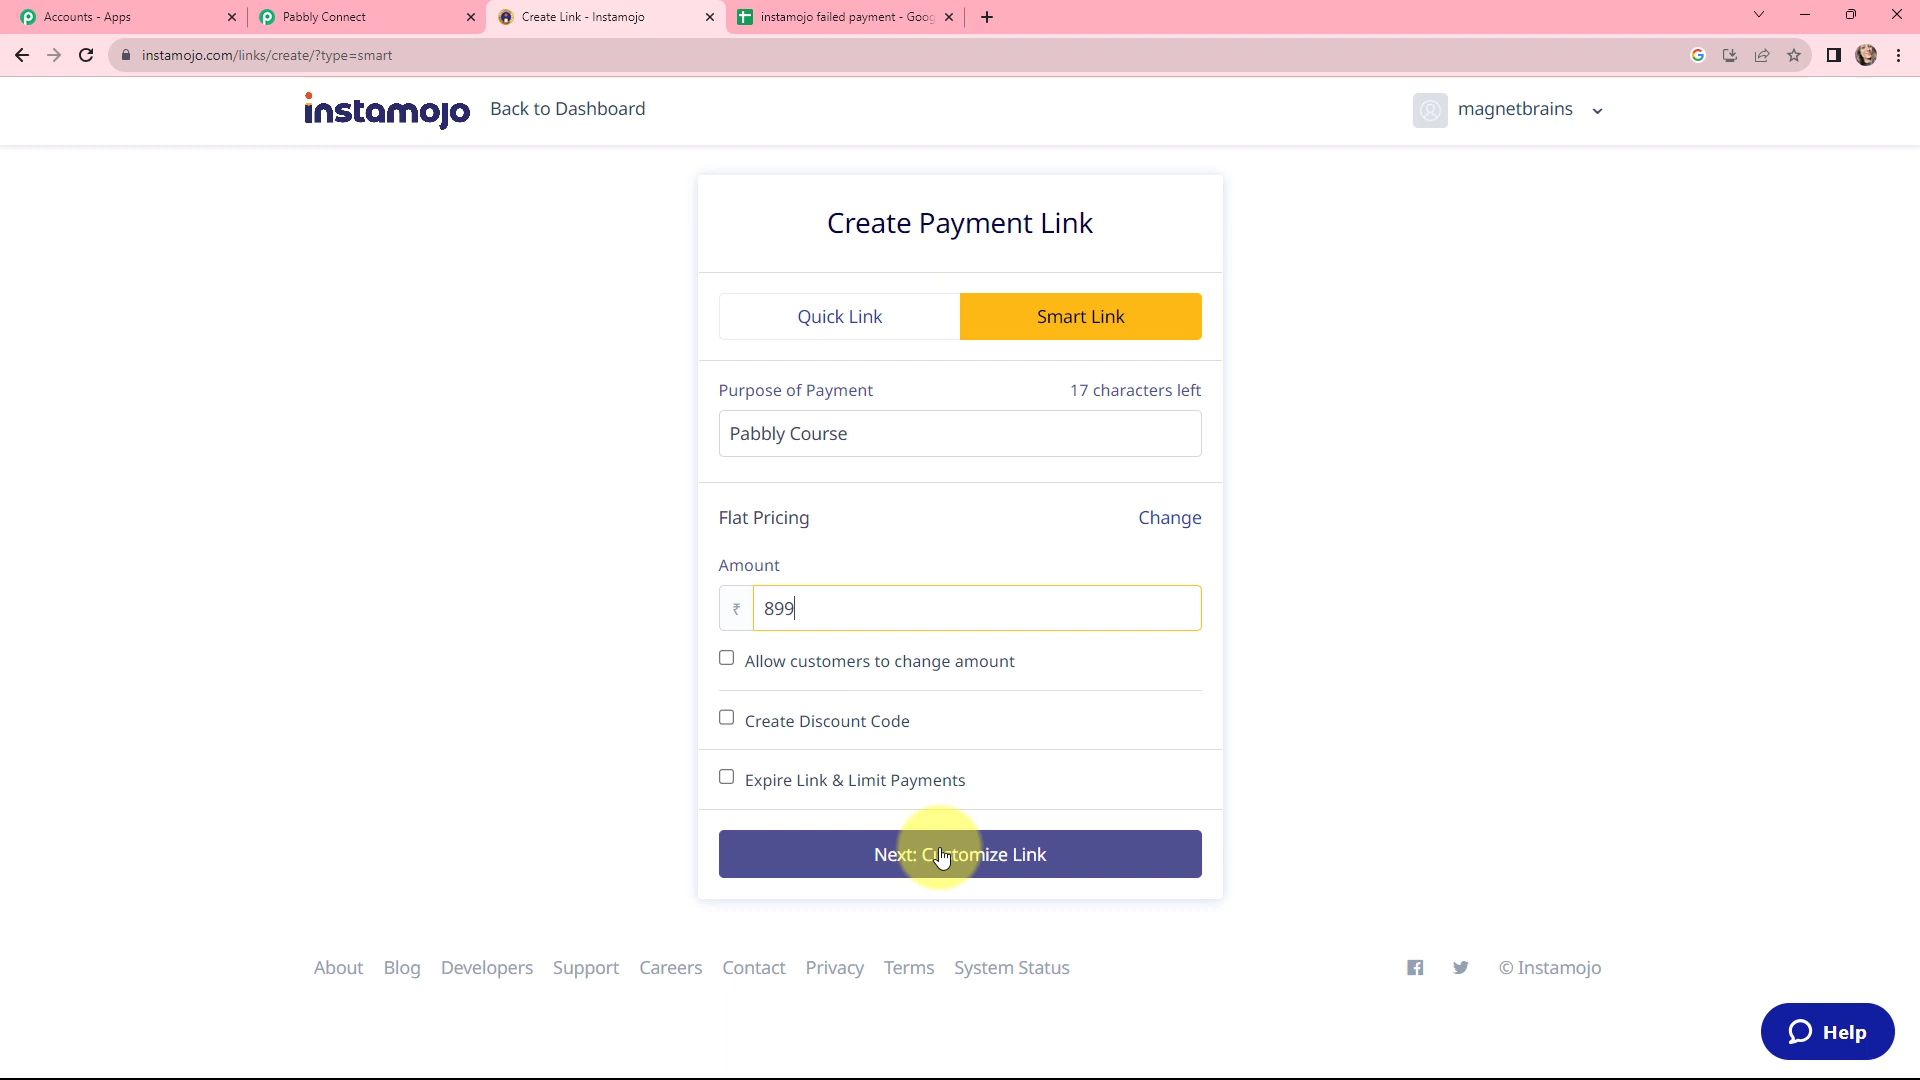 Accounts - Apps
Pabbly Connect
Create Link - Instamojo
instamojo failed payment - Goog
instamojo.com/links/create/?type=smart
instamojo
Back to Dashboard
magnetbrains
Create Payment Link
Quick Link
Smart Link
Purpose of Payment
17 characters left
Pabbly Course
Flat Pricing
Change
Amount
₹ 899
Allow customers to change amount
Create Discount Code
Expire Link & Limit Payments
Next: Customize Link
About Blog Developers Support Careers Contact Privacy Terms System Status
© Instamojo
Help